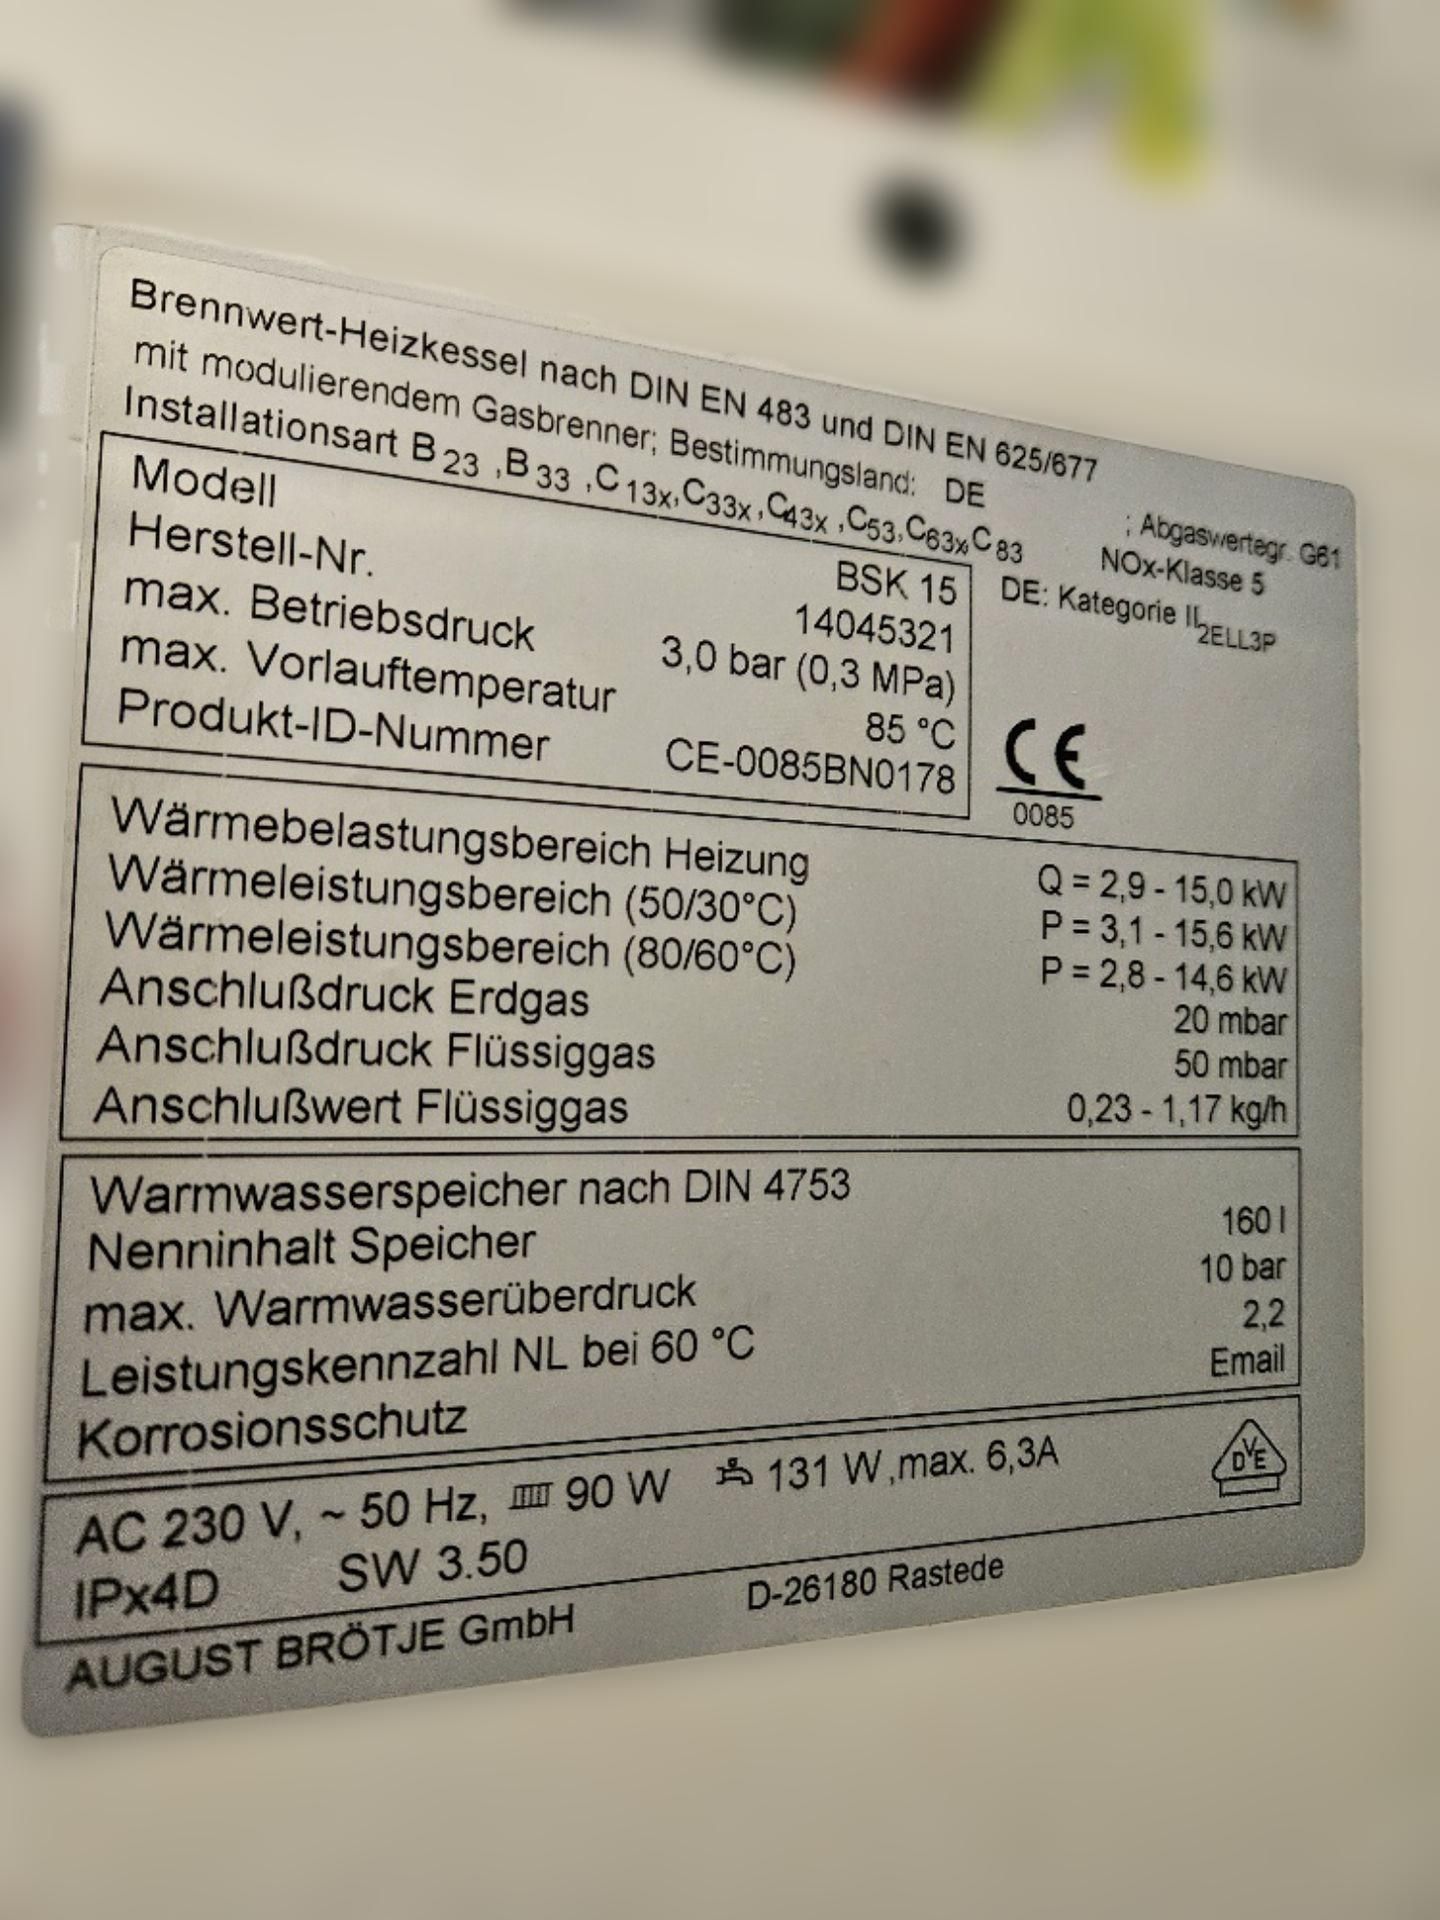 Brennwert-Heizkessel nach DIN EN 483 und DIN EN 625/677
mit modulierendem Gasbrenner; Bestimmungsland: DE ; Abgaswertegr. G61
Installationsart B23 ,B33 ,C13x,C33x,C43x ,C53,C63x,C83 NOx-Klasse 5
DE: Kategorie II2ELL3P
Modell BSK 15
Herstell-Nr. 14045321
max. Betriebsdruck 3,0 bar (0,3 MPa)
max. Vorlauftemperatur 85 °C
Produkt-ID-Nummer CE-0085BN0178
CE
0085
Wärmebelastungsbereich Heizung Q = 2,9 - 15,0 kW
Wärmeleistungsbereich (50/30°C) P = 3,1 - 15,6 kW
Wärmeleistungsbereich (80/60°C) P = 2,8 - 14,6 kW
Anschlußdruck Erdgas 20 mbar
Anschlußdruck Flüssiggas 50 mbar
Anschlußwert Flüssiggas 0,23 - 1,17 kg/h
Warmwasserspeicher nach DIN 4753
Nenninhalt Speicher 160 l
max. Warmwasserüberdruck 10 bar
Leistungskennzahl NL bei 60 °C 2,2
Korrosionsschutz Email
AC 230 V, ~ 50 Hz, 90 W 131 W ,max. 6,3A
DVE
IPx4D SW 3.50
AUGUST BRÖTJE GmbH D-26180 Rastede